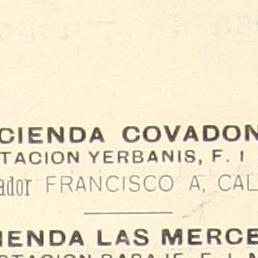 CIENDA COVADON
TACION YERBANIS, F. I
ador FRANCISCO A, CAL
IENDA LAS MERCE